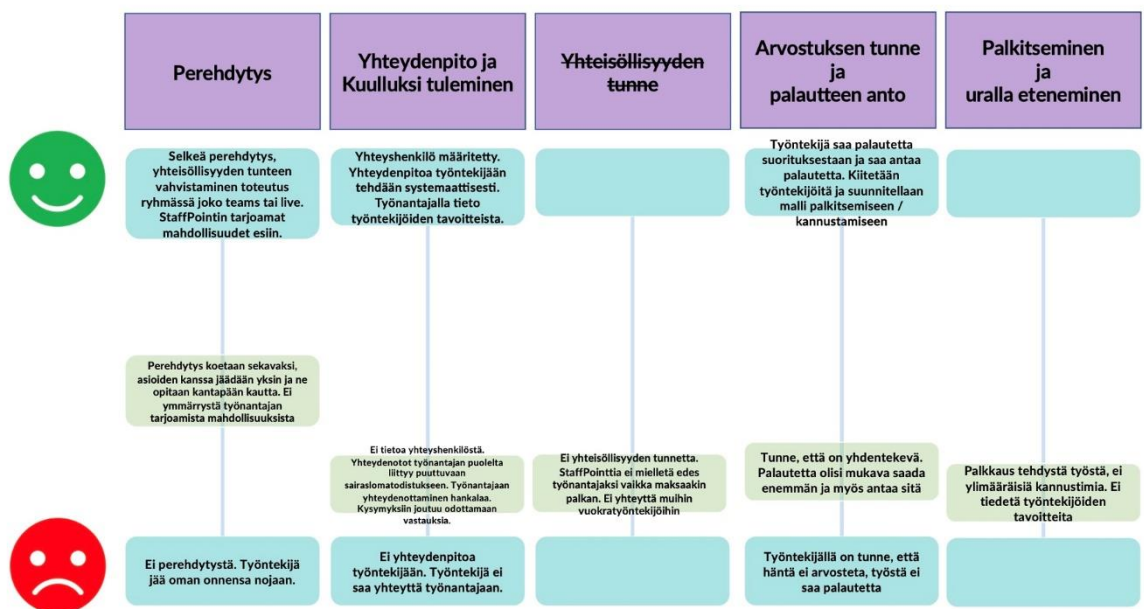 Perehdytys
Yhteydenpito ja
Kuulluksi tuleminen
Yhteisöllisyyden
tunne
Arvostuksen tunne
ja
palautteen anto
Palkitseminen
ja
uralla eteneminen
Selkeä perehdytys,
yhteisöllisyyden tunteen
vahvistaminen toteutus
ryhmässä joko teams tai live.
StaffPointin tarjoamat
mahdollisuudet esiin.
Yhteyshenkilö määritetty.
Yhteydenpitoa työntekijään
tehdään systemaattisesti.
Työnantajalla tieto
työntekijöiden tavoitteista.
Työntekijä saa palautetta
suorituksestaan ja saa antaa
palautetta. Kiitetään
työntekijöitä ja suunnitellaan
malli palkitsemiseen /
kannustamiseen
Perehdytys koetaan sekavaksi,
asioiden kanssa jäädään yksin ja ne
opitaan kantapään kautta. Ei
ymmärrystä työnantajan
tarjoamista mahdollisuuksista
Ei tietoa yhteyshenkilöstä.
Yhteydenotot työnantajan puolelta
liittyy puuttuvaan
sairaslomatodistukseen. Työnantajaan
yhteydenottaminen hankalaa.
Kysymyksiin joutuu odottamaan
vastauksia.
Ei yhteisöllisyyden tunnetta.
StaffPointtia ei mielletä edes
työnantajaksi vaikka maksaakin
palkan. Ei yhteyttä muihin
vuokratyöntekijöihin
Tunne, että on yhdentekevä.
Palautetta olisi mukava saada
enemmän ja myös antaa sitä
Palkkaus tehdystä työstä, ei
ylimääräisiä kannustimia. Ei
tiedetä työntekijöiden
tavoitteita
Ei perehdytystä. Työntekijä
jää oman onnensa nojaan.
Ei yhteydenpitoa
työntekijään. Työntekijä ei
saa yhteyttä työnantajaan.
Työntekijällä on tunne, että
häntä ei arvosteta, työstä ei
saa palautetta